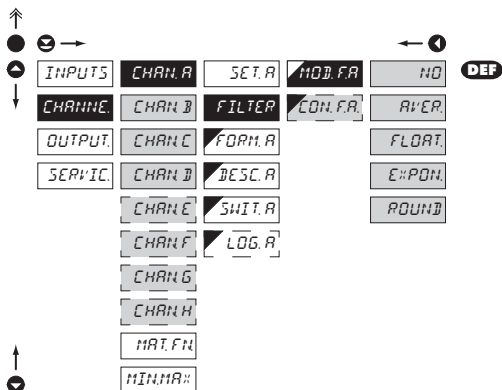 INPUTS CHAN. A SET. A MOD. F.A NO DEF
CHANNE. CHAN. B FILTER CON. F.A. AVER.
OUTPUT. CHAN. C FORM. A FLOAT.
SERVIC. CHAN. D DESC. A EXPON.
CHAN. E SWIT. A ROUND
CHAN. F LOG. A
CHAN. G
CHAN. H
MAT. FN.
MIN.MAX